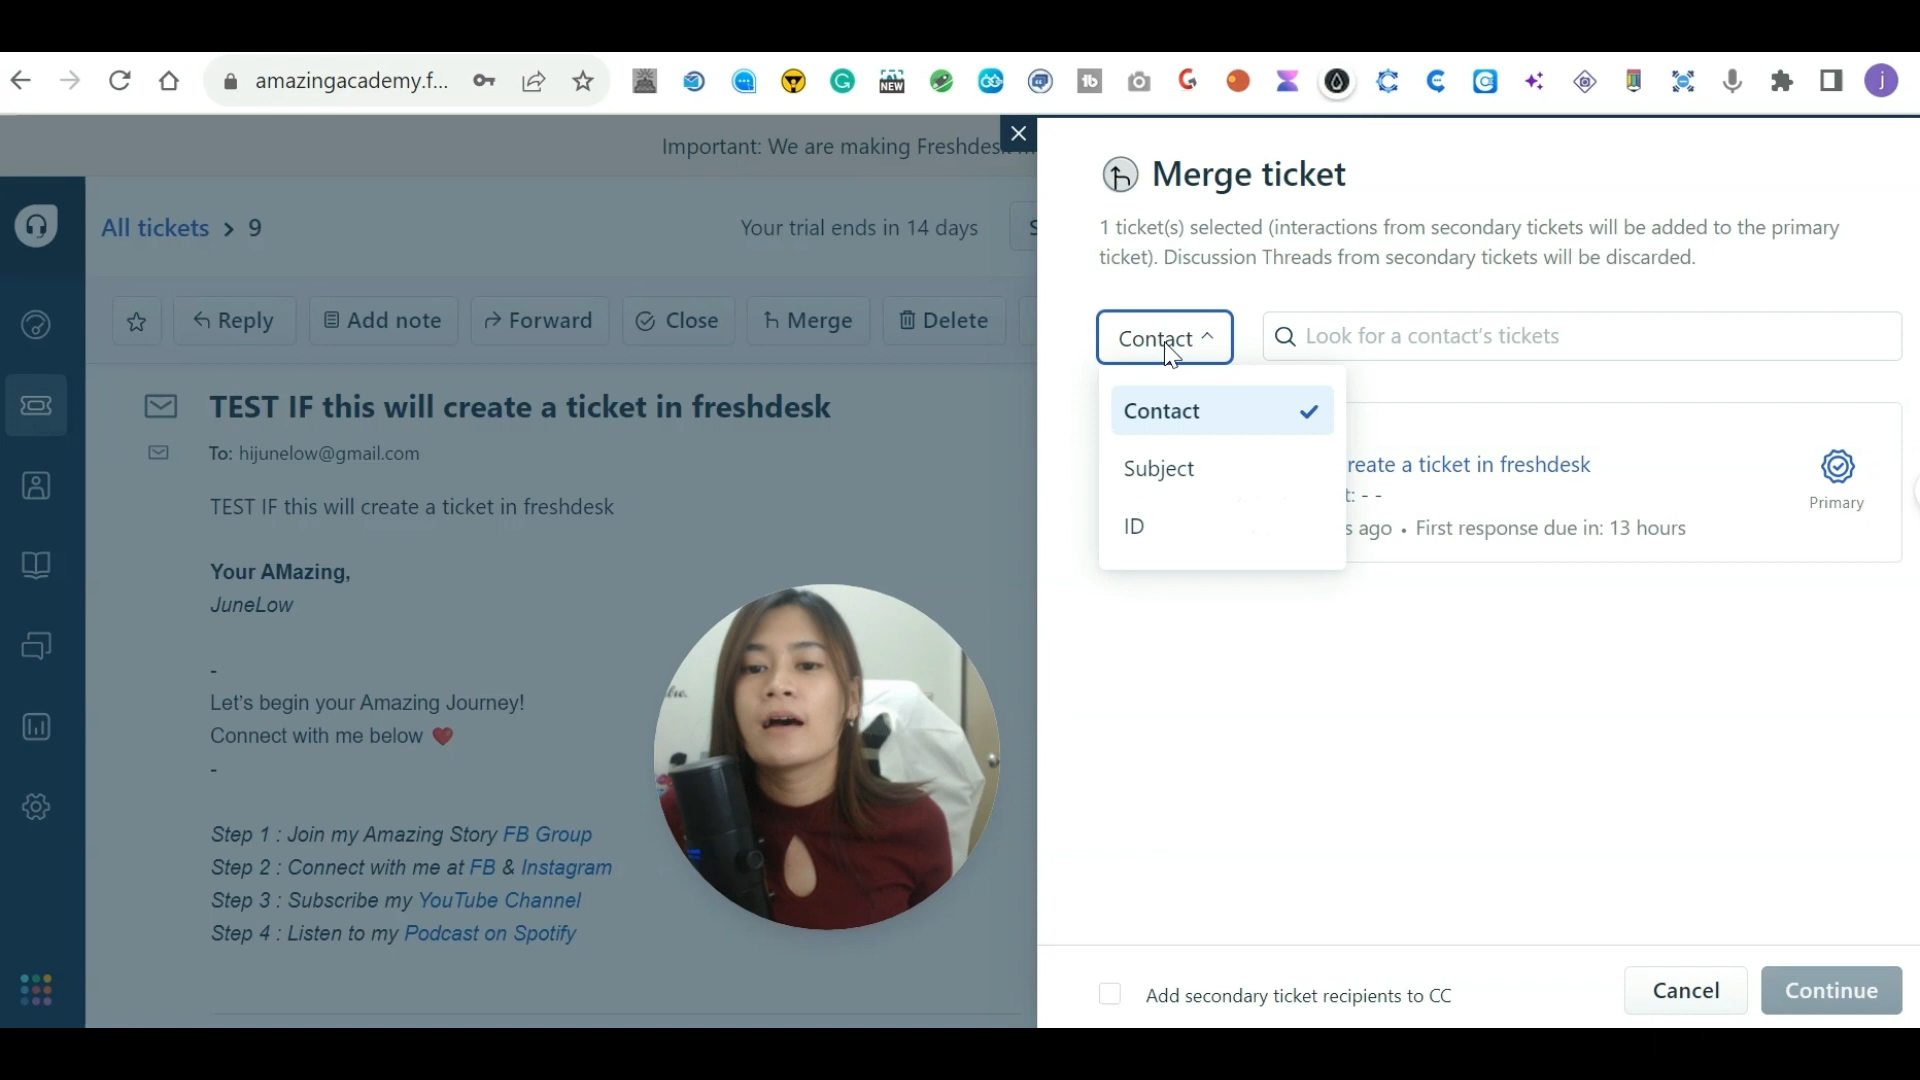 amazingacademy.f...
NEW
Important: We are making Freshdes
All tickets > 9
Your trial ends in 14 days
Reply
Add note
Forward
Close
Merge
Delete
TEST IF this will create a ticket in freshdesk
To: hijunelow@gmail.com
TEST IF this will create a ticket in freshdesk
Your AMazing,
JuneLow
-
Let's begin your Amazing Journey!
Connect with me below ❤️
-
Step 1 : Join my Amazing Story FB Group
Step 2 : Connect with me at FB & Instagram
Step 3 : Subscribe my YouTube Channel
Step 4 : Listen to my Podcast on Spotify
Merge ticket
1 ticket(s) selected (interactions from secondary tickets will be added to the primary
ticket). Discussion Threads from secondary tickets will be discarded.
Contact
Look for a contact's tickets
Contact
Subject
ID
reate a ticket in freshdesk
t: - -
s ago • First response due in: 13 hours
Primary
Add secondary ticket recipients to CC
Cancel
Continue